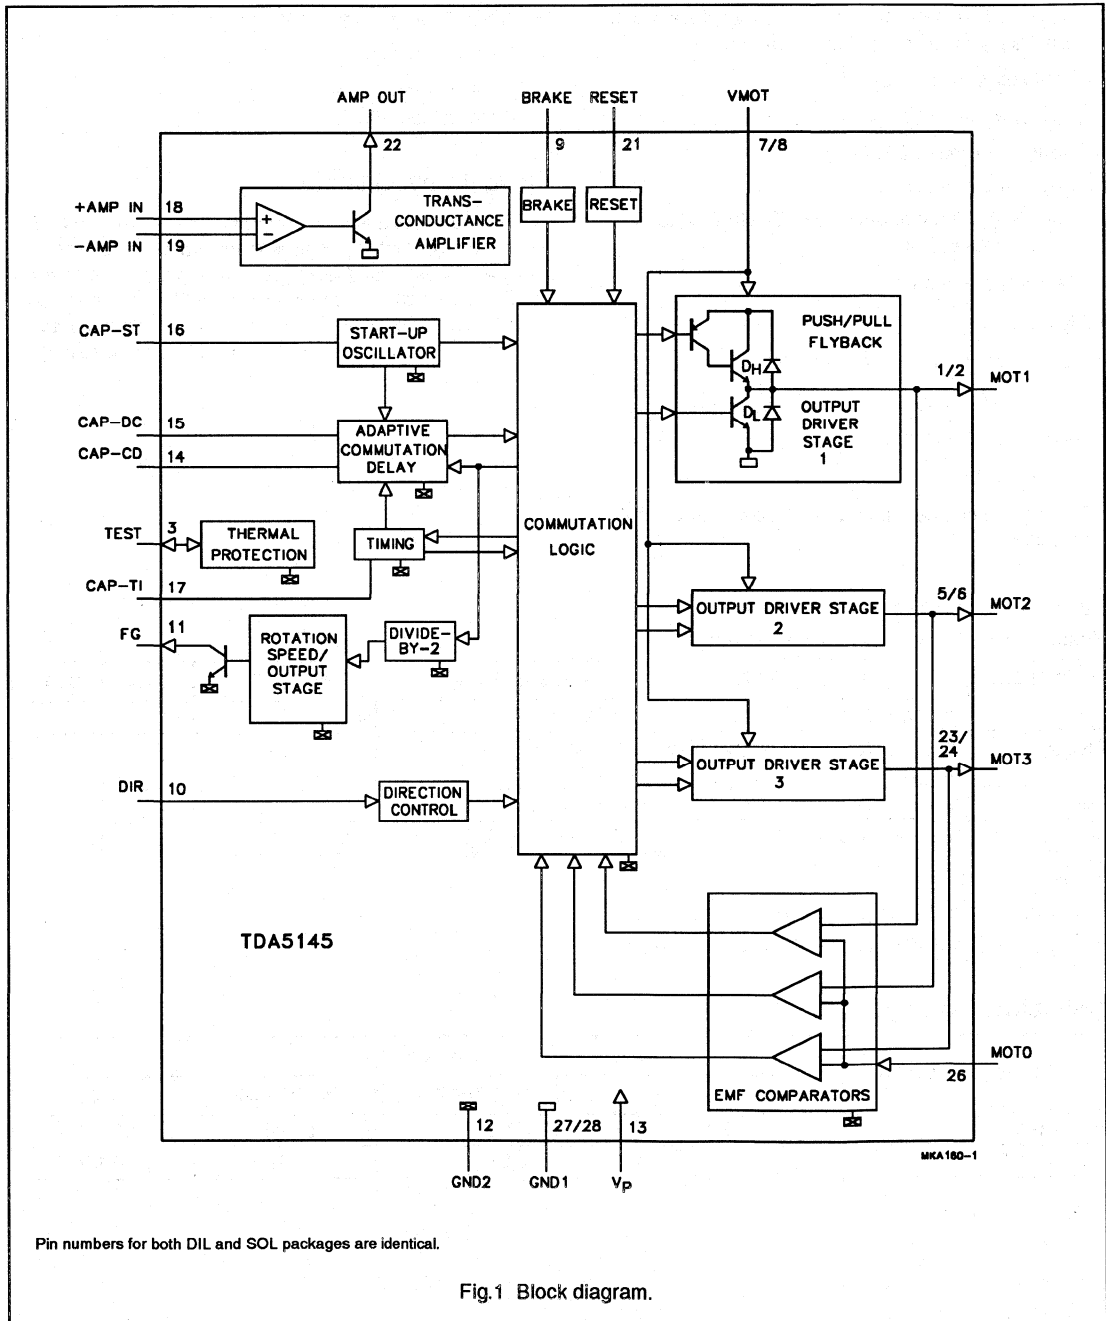 AMP OUT
BRAKE
RESET
VMOT
22
9
21
7/8
+AMP IN
18
-AMP IN
19
+
−
TRANS-
CONDUCTANCE
AMPLIFIER
BRAKE
RESET
CAP-ST
16
START-UP
OSCILLATOR
PUSH/PULL
FLYBACK
DH
DL
OUTPUT
DRIVER
STAGE
1
1/2
MOT1
CAP-DC
15
CAP-CD
14
ADAPTIVE
COMMUTATION
DELAY
TEST
3
THERMAL
PROTECTION
TIMING
COMMUTATION
LOGIC
CAP-TI
17
FG
11
ROTATION
SPEED/
OUTPUT
STAGE
DIVIDE-
BY-2
OUTPUT DRIVER STAGE
2
5/6
MOT2
OUTPUT DRIVER STAGE
3
23/
24
MOT3
DIR
10
DIRECTION
CONTROL
TDA5145
EMF COMPARATORS
MOT0
26
12
27/28
13
GND2
GND1
VP
MKA160-1
Pin numbers for both DIL and SOL packages are identical.
Fig.1 Block diagram.